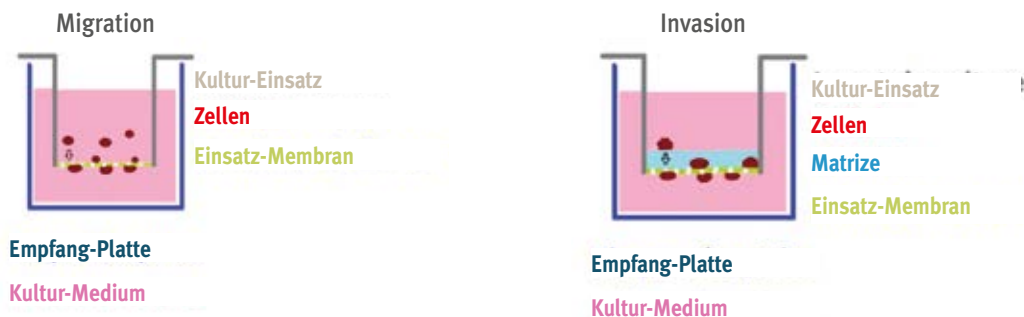 Migration
Kultur-Einsatz
Zellen
Einsatz-Membran
Empfang-Platte
Kultur-Medium
Invasion
Kultur-Einsatz
Zellen
Matrize
Einsatz-Membran
Empfang-Platte
Kultur-Medium